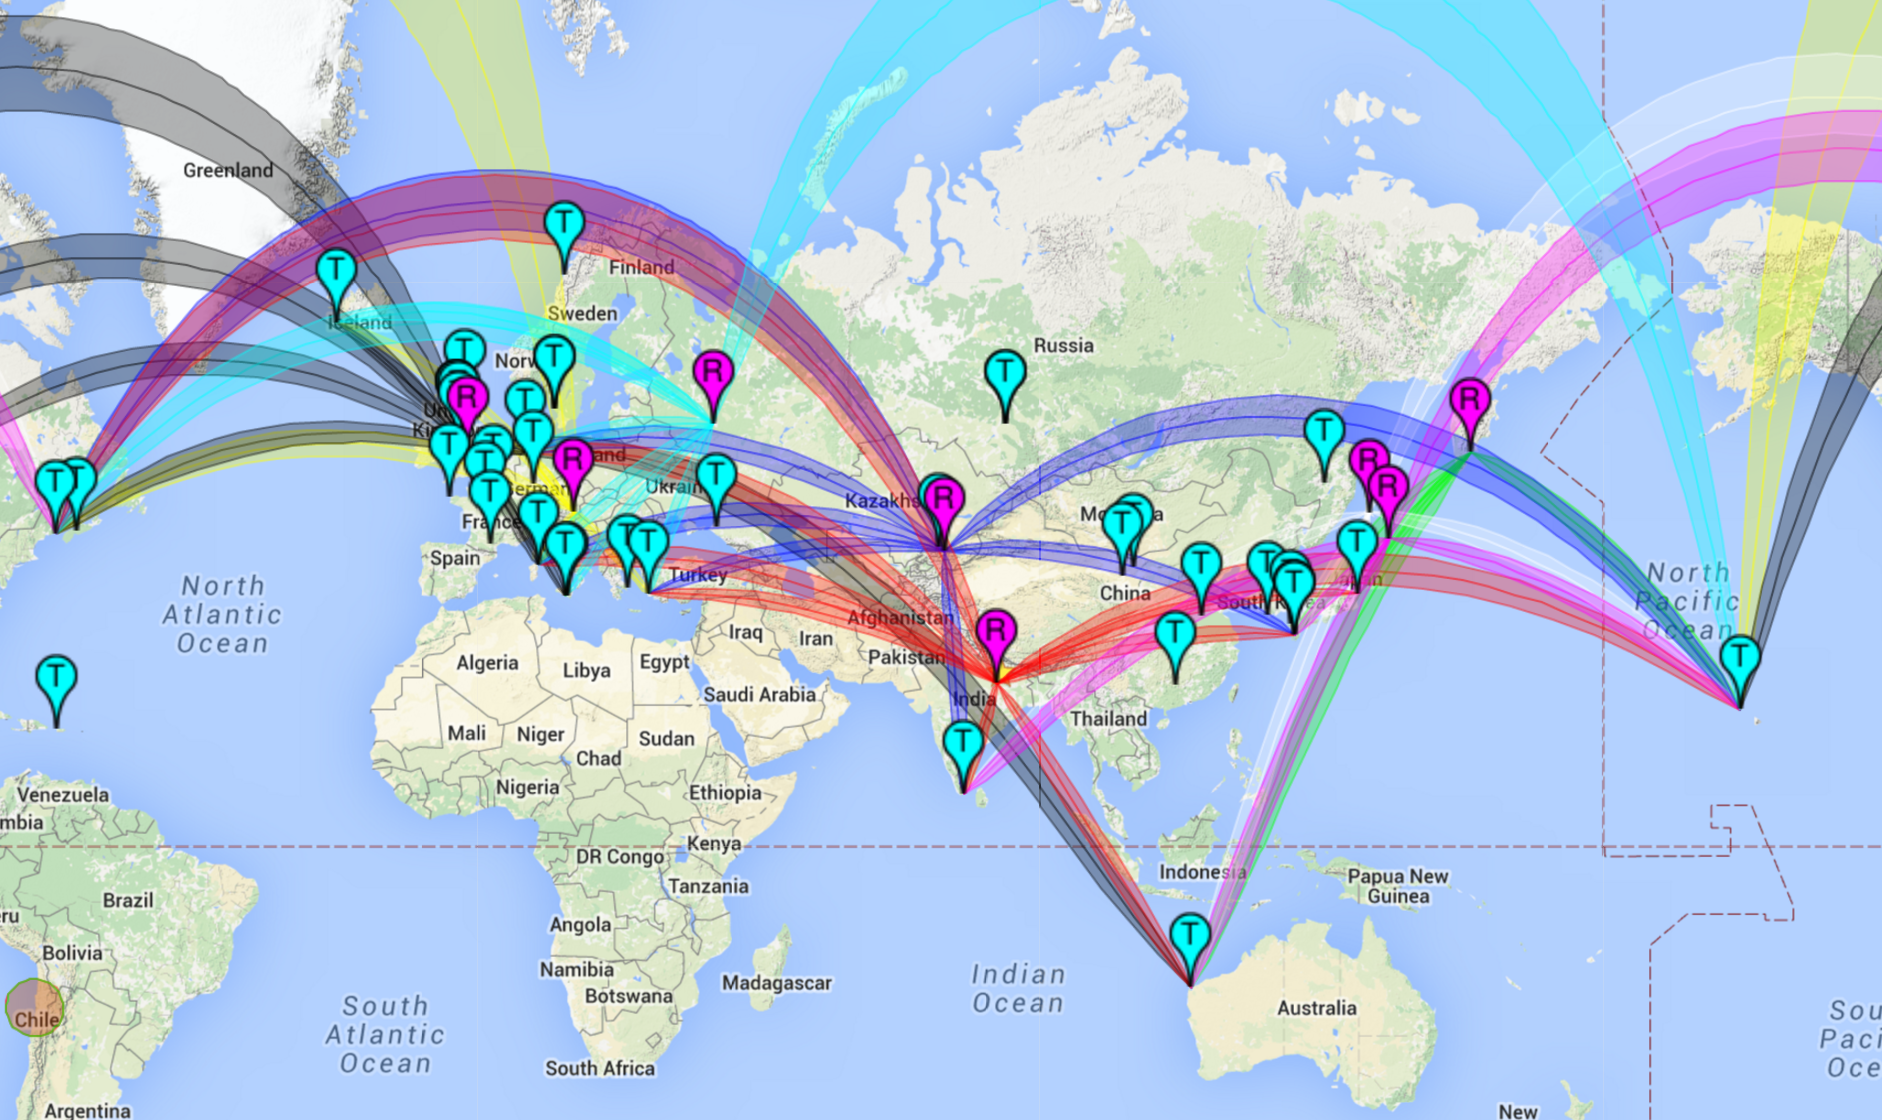 Greenland
T
T
Finland
Iceland
Sweden
T
Norw
T
R
T
Russia
R
T
R
T
T
T
T
T
T
R
T
Ukrain
T
France
T
T
T
T
Spain
Turkey
Kazakhs
R
T
T
T
T
T
R
R
T
T
T
China
South
T
T
North
Atlantic
Ocean
North
Pacific
Ocean
T
Afghanistan
R
Iraq
Iran
Pakistan
Algeria
Libya
Egypt
Saudi Arabia
India
Thailand
T
T
Mali
Niger
Sudan
Chad
Nigeria
Ethiopia
Venezuela
mbia
Kenya
DR Congo
Tanzania
Indonesia
Papua New
Guinea
Brazil
Angola
T
Bolivia
Namibia
Botswana
Madagascar
Indian
Ocean
Australia
Chile
South
Atlantic
Ocean
South Africa
Sou
Paci
Oce
Argentina
New